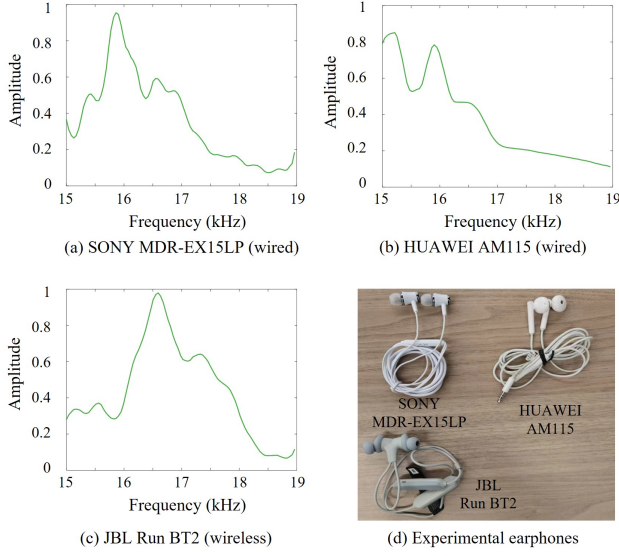 1
0.8
0.6
0.4
0.2
0
Amplitude
15
16
17
18
19
Frequency (kHz)
(a) SONY MDR-EX15LP (wired)
1
0.8
0.6
0.4
0.2
0
Amplitude
15
16
17
18
19
Frequency (kHz)
(b) HUAWEI AM115 (wired)
1
0.8
0.6
0.4
0.2
0
Amplitude
15
16
17
18
19
Frequency (kHz)
(c) JBL Run BT2 (wireless)
SONY
MDR-EX15LP
HUAWEI
AM115
JBL
Run BT2
(d) Experimental earphones